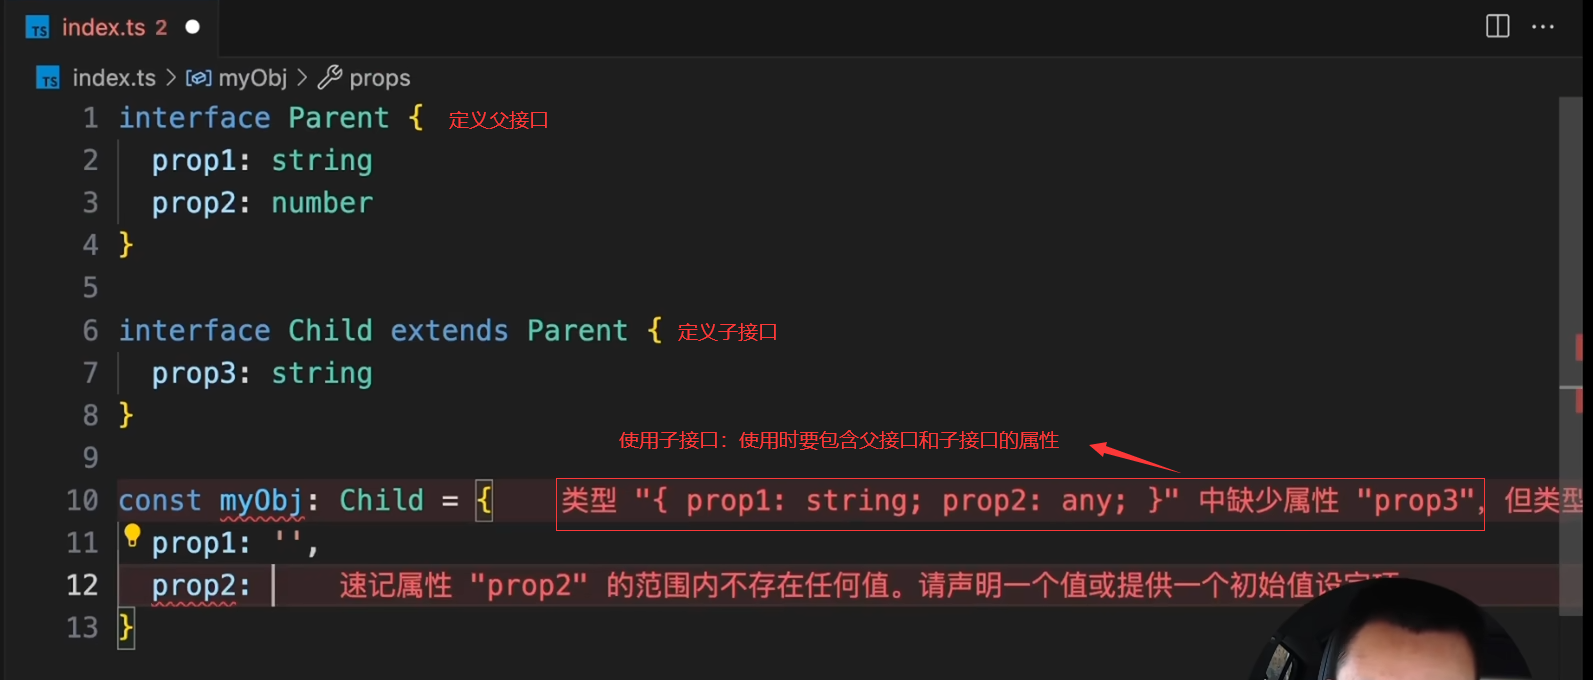 TS index.ts 2
TS index.ts > myObj > props
1 interface Parent { 定义父接口
2 prop1: string
3 prop2: number
4 }
5
6 interface Child extends Parent { 定义子接口
7 prop3: string
8 }
使用子接口：使用时要包含父接口和子接口的属性
9
10 const myObj: Child = { 类型 "{ prop1: string; prop2: any; }" 中缺少属性 "prop3"，但类型
11 prop1: '',
12 prop2: 速记属性 "prop2" 的范围内不存在任何值。请声明一个值或提供一个初始值设定项
13 }